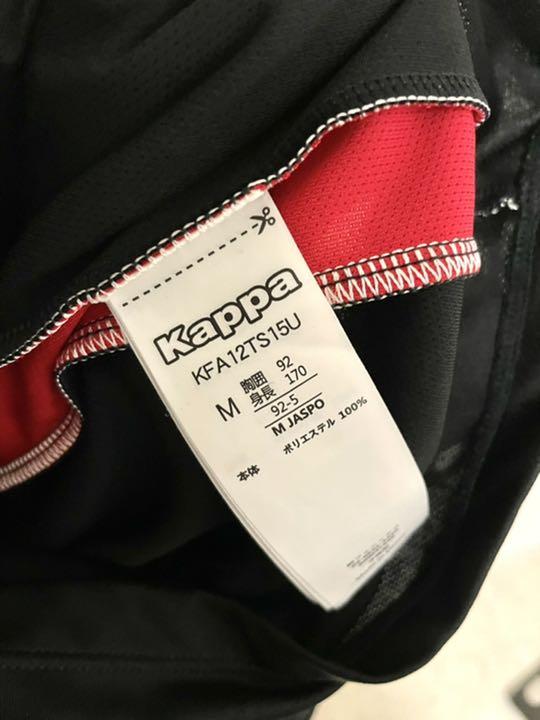 Kappa
KFA12TS15U
M
胸囲 92
身長 170
92-5
M JASPO
本体 ポリエステル 100%